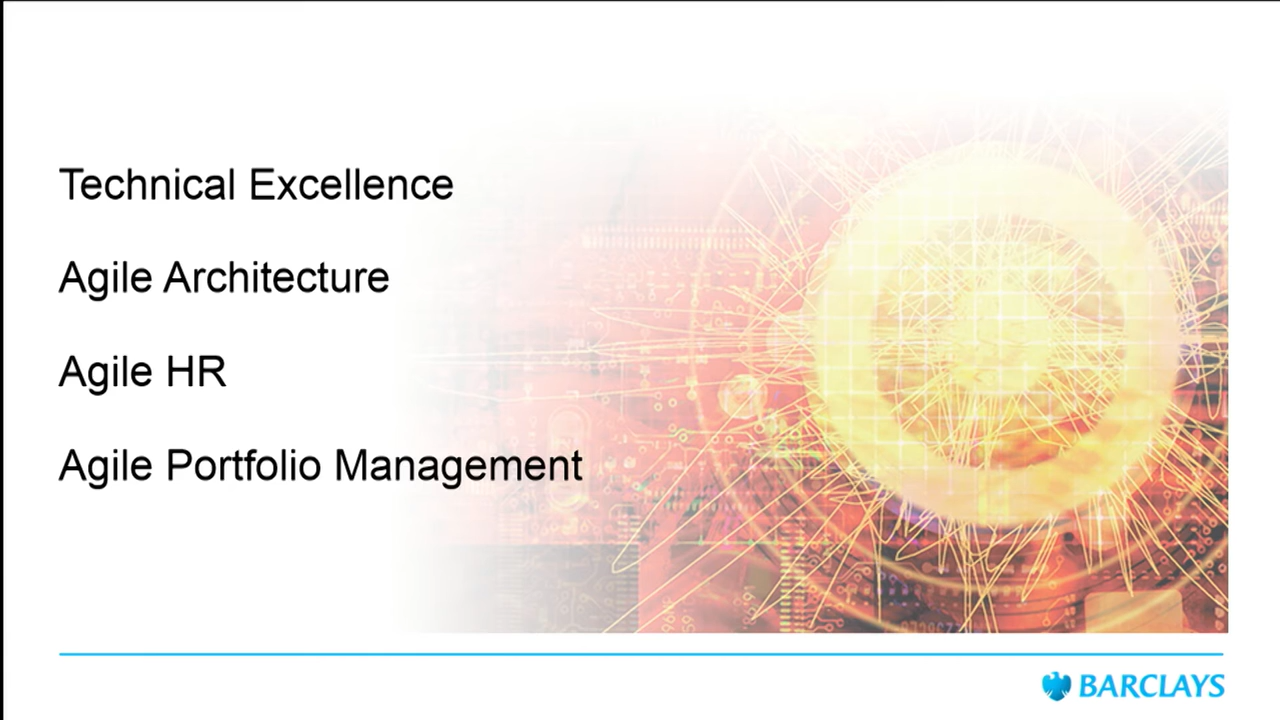 Technical Excellence
Agile Architecture
Agile HR
Agile Portfolio Management
BARCLAYS